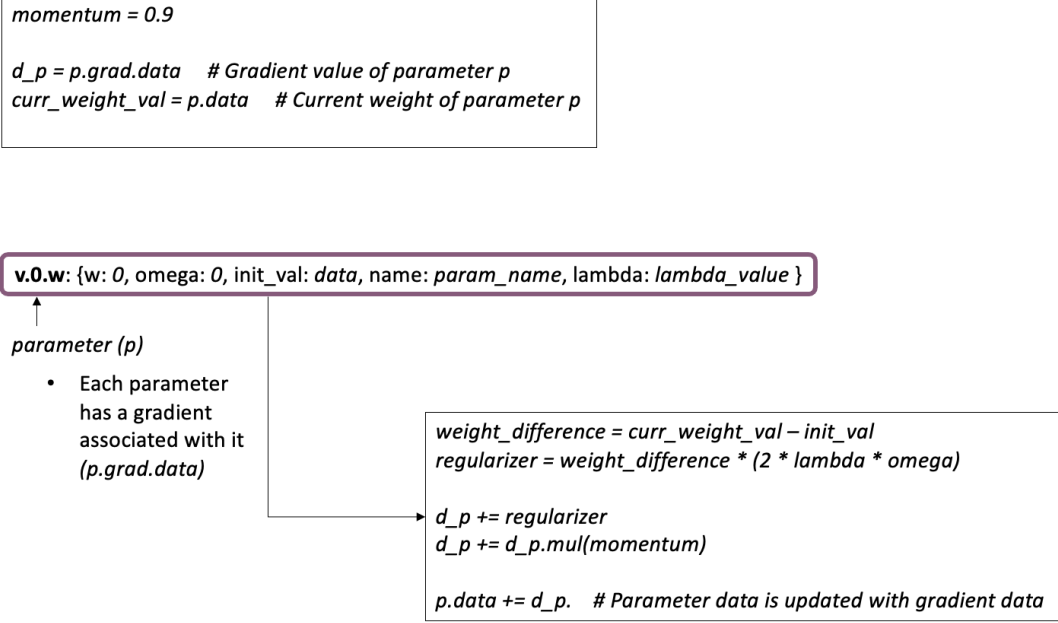 momentum = 0.9
d_p = p.grad.data # Gradient value of parameter p
curr_weight_val = p.data # Current weight of parameter p
v.0.w: {w: 0, omega: 0, init_val: data, name: param_name, lambda: lambda_value }
parameter (p)
• Each parameter
has a gradient
associated with it
(p.grad.data)
weight_difference = curr_weight_val – init_val
regularizer = weight_difference * (2 * lambda * omega)
d_p += regularizer
d_p += d_p.mul(momentum)
p.data += d_p. # Parameter data is updated with gradient data